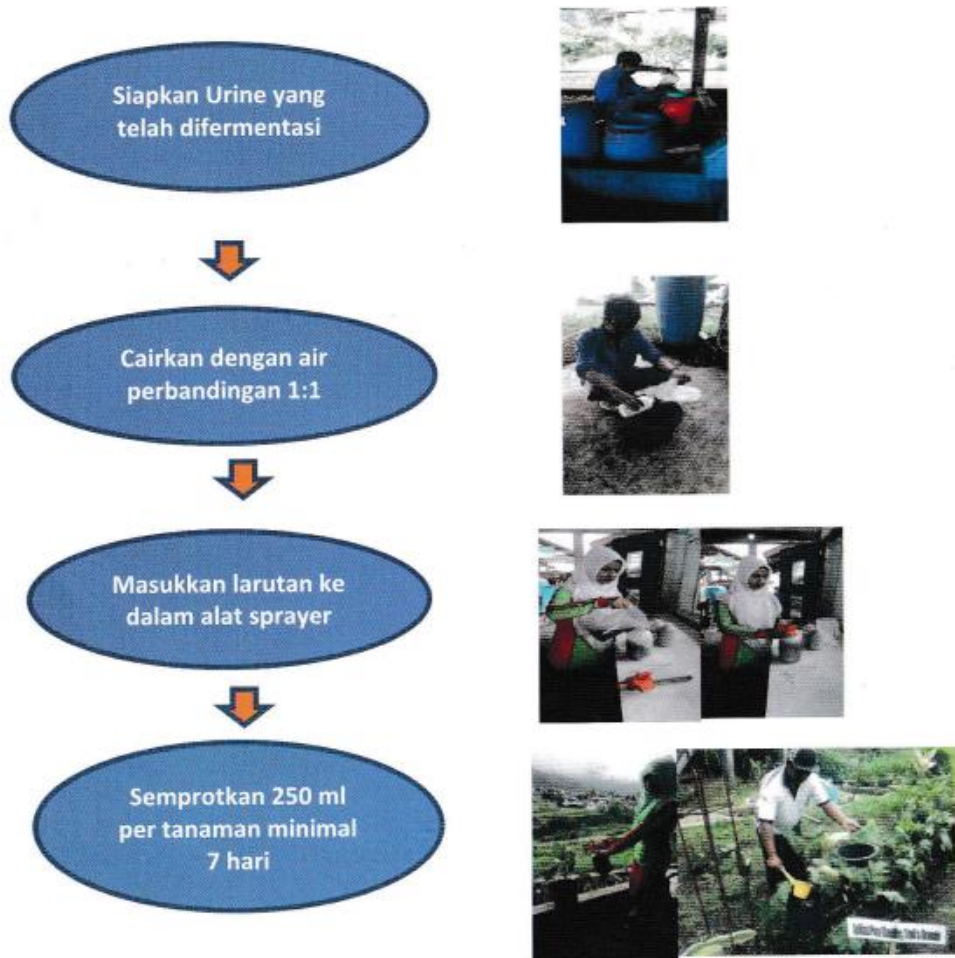 Siapkan Urine yang
telah difermentasi
Cairkan dengan air
perbandingan 1:1
Masukkan larutan ke
dalam alat sprayer
Semprotkan 250 ml
per tanaman minimal
7 hari